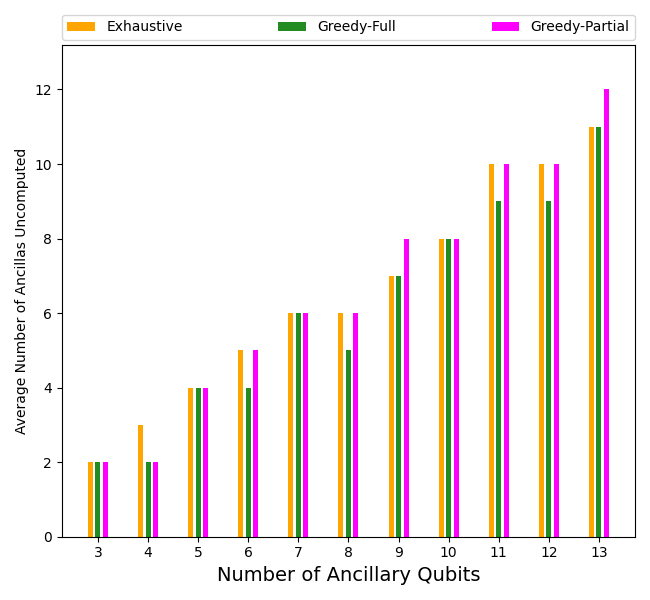 Exhaustive Greedy-Full Greedy-Partial
Average Number of Ancillas Uncomputed
12
10
8
6
4
2
0
3 4 5 6 7 8 9 10 11 12 13
Number of Ancillary Qubits